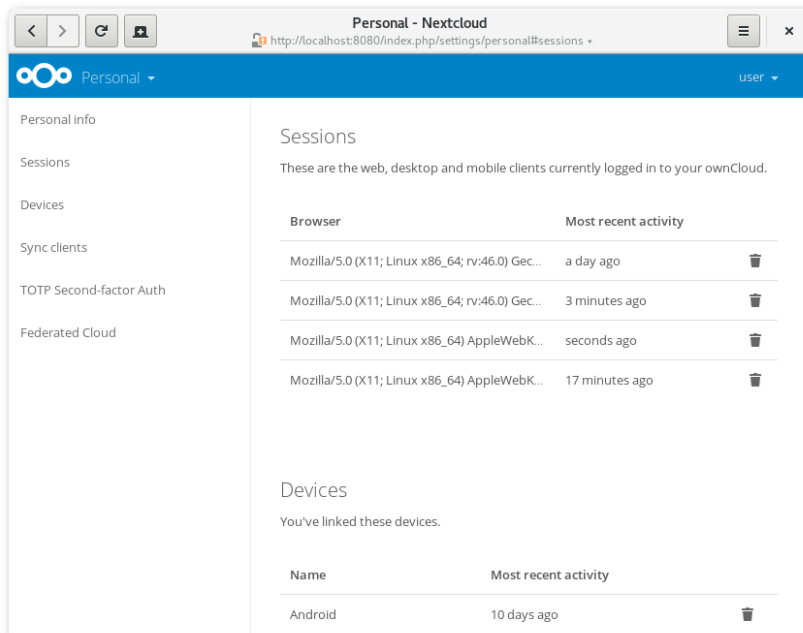 Personal - Nextcloud
http://localhost:8080/index.php/settings/personal#sessions
Personal
user
Personal info
Sessions
Devices
Sync clients
TOTP Second-factor Auth
Federated Cloud
Sessions
These are the web, desktop and mobile clients currently logged in to your ownCloud.
Browser Most recent activity
Mozilla/5.0 (X11; Linux x86_64; rv:46.0) Gec... a day ago
Mozilla/5.0 (X11; Linux x86_64; rv:46.0) Gec... 3 minutes ago
Mozilla/5.0 (X11; Linux x86_64) AppleWebK... seconds ago
Mozilla/5.0 (X11; Linux x86_64) AppleWebK... 17 minutes ago
Devices
You've linked these devices.
Name Most recent activity
Android 10 days ago